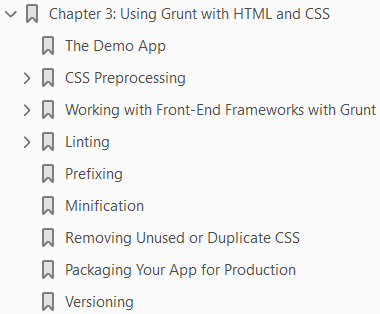 Chapter 3: Using Grunt with HTML and CSS
The Demo App
CSS Preprocessing
Working with Front-End Frameworks with Grunt
Linting
Prefixing
Minification
Removing Unused or Duplicate CSS
Packaging Your App for Production
Versioning